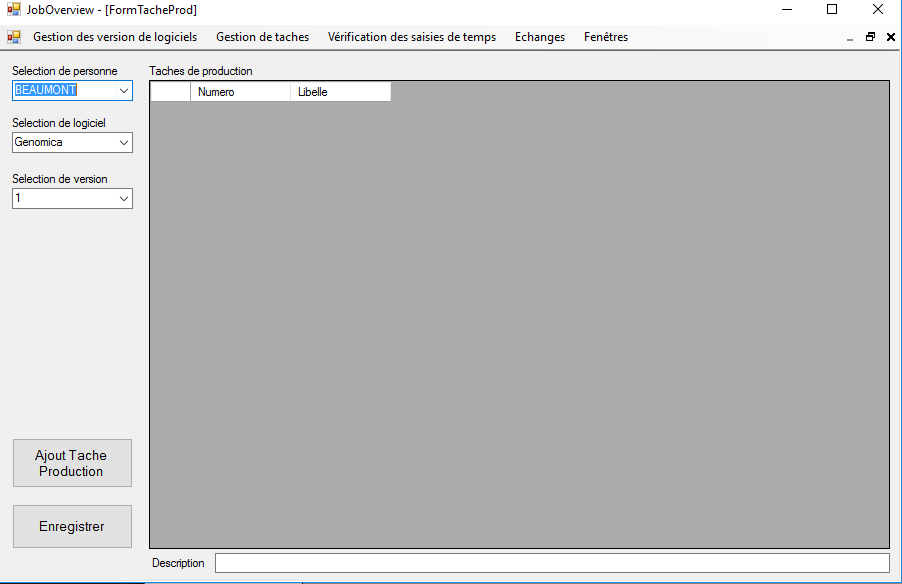 JobOverview - [FormTacheProd]
Gestion des version de logiciels Gestion de taches Vérification des saisies de temps Echanges Fenêtres
Selection de personne
BEAUMONT
Selection de logiciel
Genomica
Selection de version
1
Taches de production
Numero Libelle
Ajout Tache
Production
Enregistrer
Description